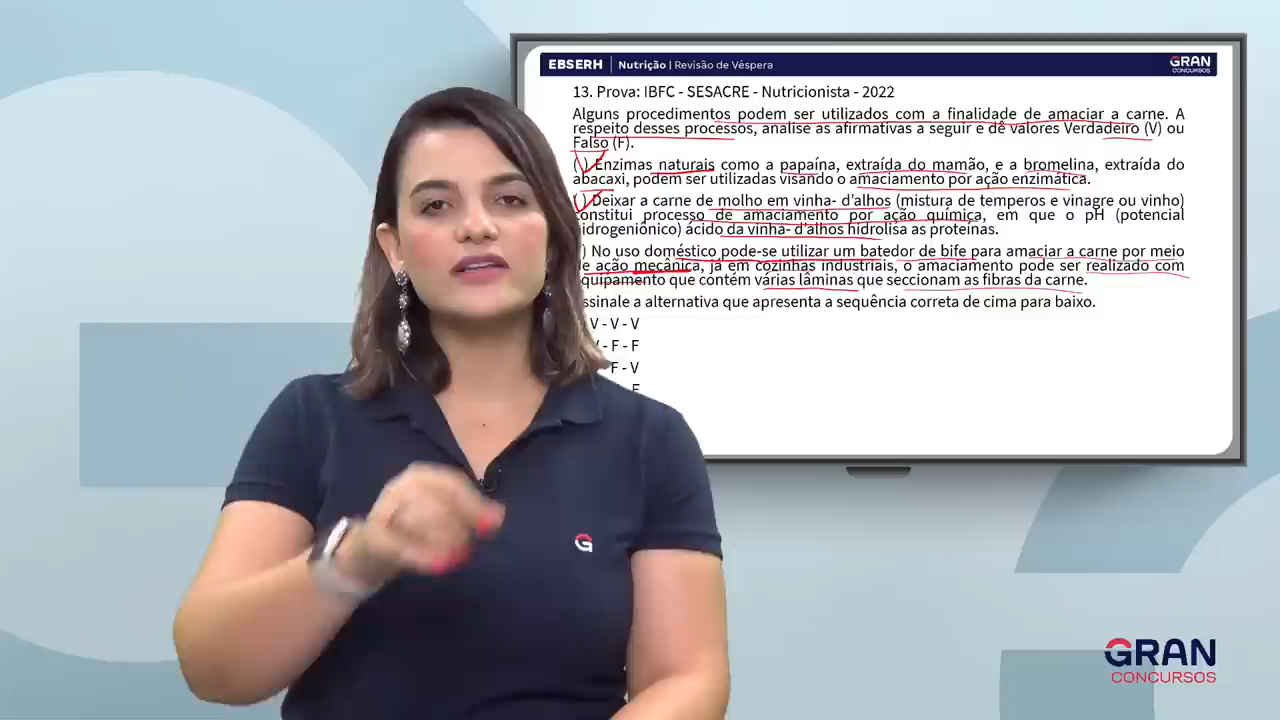 EBSERH Nutrição | Revisão de Véspera
GRAN
CONCURSOS
13. Prova: IBFC - SESACRE - Nutricionista - 2022
Alguns procedimentos podem ser utilizados com a finalidade de amaciar a carne. A
respeito desses processos, analise as afirmativas a seguir e dê valores Verdadeiro (V) ou
Falso (F).
( ) Enzimas naturais como a papaína, extraída do mamão, e a bromelina, extraída do
abacaxi, podem ser utilizadas visando o amaciamento por ação enzimática.
( ) Deixar a carne de molho em vinha- d’alhos (mistura de temperos e vinagre ou vinho)
constitui processo de amaciamento por ação química, em que o pH (potencial
hidrogeniônico) ácido da vinha- d’alhos hidrolisa as proteínas.
) No uso doméstico pode-se utilizar um batedor de bife para amaciar a carne por meio
de ação mecânica, já em cozinhas industriais, o amaciamento pode ser realizado com
equipamento que contém várias lâminas que seccionam as fibras da carne.
ssinale a alternativa que apresenta a sequência correta de cima para baixo.
V - V - V
V - F - F
F - V
F
G
GRAN
CONCURSOS